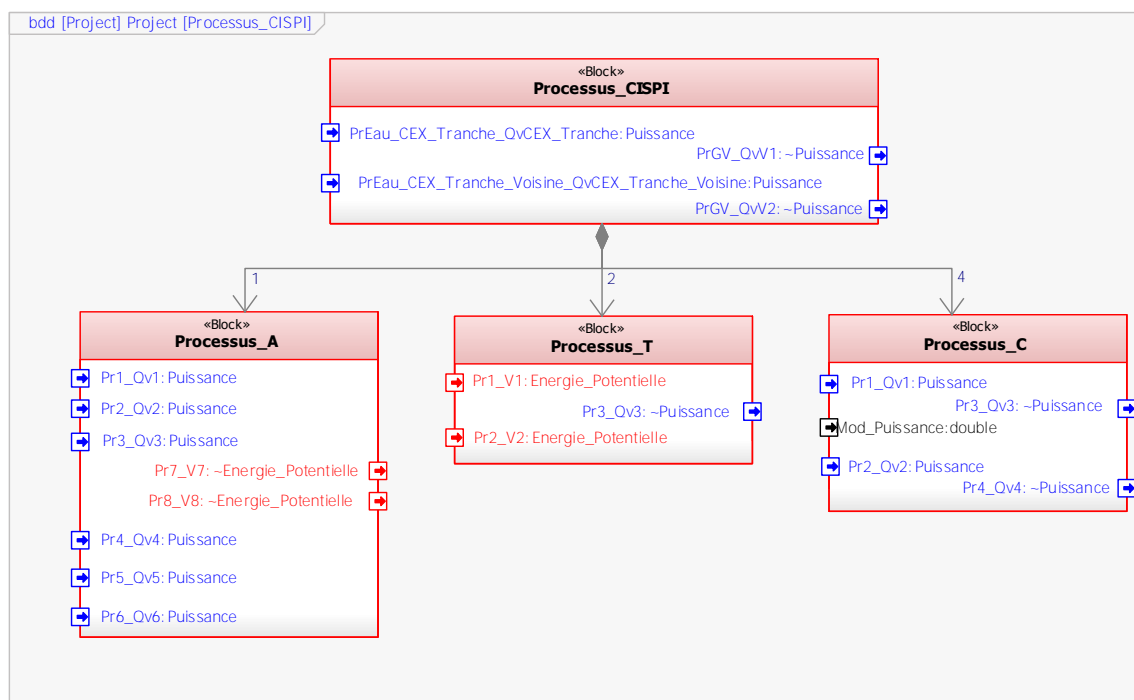 bdd [Project] Project [Processus_CISPI]
«Block»
Processus_CISPI
PrEau_CEX_Tranche_QvCEX_Tranche: Puissance
PrGV_QvV1: ~Puissance
PrEau_CEX_Tranche_Voisine_QvCEX_Tranche_Voisine: Puissance
PrGV_QvV2: ~Puissance
1
2
4
«Block»
Processus_A
Pr1_Qv1: Puissance
Pr2_Qv2: Puissance
Pr3_Qv3: Puissance
Pr7_V7: ~Energie_Potentielle
Pr8_V8: ~Energie_Potentielle
Pr4_Qv4: Puissance
Pr5_Qv5: Puissance
Pr6_Qv6: Puissance
«Block»
Processus_T
Pr1_V1: Energie_Potentielle
Pr3_Qv3: ~Puissance
Pr2_V2: Energie_Potentielle
«Block»
Processus_C
Pr1_Qv1: Puissance
Pr3_Qv3: ~Puissance
Mod_Puissance: double
Pr2_Qv2: Puissance
Pr4_Qv4: ~Puissance